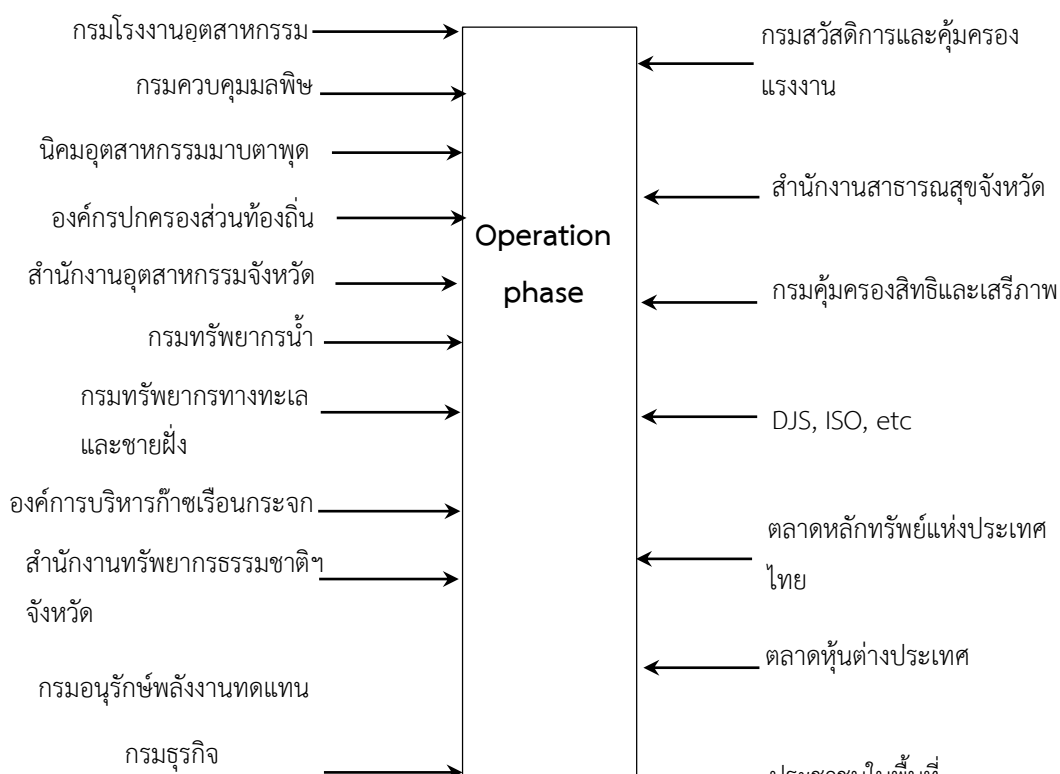 กรมโรงงานอุตสาหกรรม
กรมควบคุมมลพิษ
นิคมอุตสาหกรรมมาบตาพุด
องค์กรปกครองส่วนท้องถิ่น
สำนักงานอุตสาหกรรมจังหวัด
กรมทรัพยากรน้ำ
กรมทรัพยากรทางทะเล
และชายฝั่ง
องค์การบริหารก๊าซเรือนกระจก
สำนักงานทรัพยากรธรรมชาติฯ
จังหวัด
กรมอนุรักษ์พลังงานทดแทน
กรมธุรกิจ
Operation
phase
กรมสวัสดิการและคุ้มครอง
แรงงาน
สำนักงานสาธารณสุขจังหวัด
กรมคุ้มครองสิทธิและเสรีภาพ
DJS, ISO, etc
ตลาดหลักทรัพย์แห่งประเทศ
ไทย
ตลาดหุ้นต่างประเทศ
ประชาชนในพื้นที่